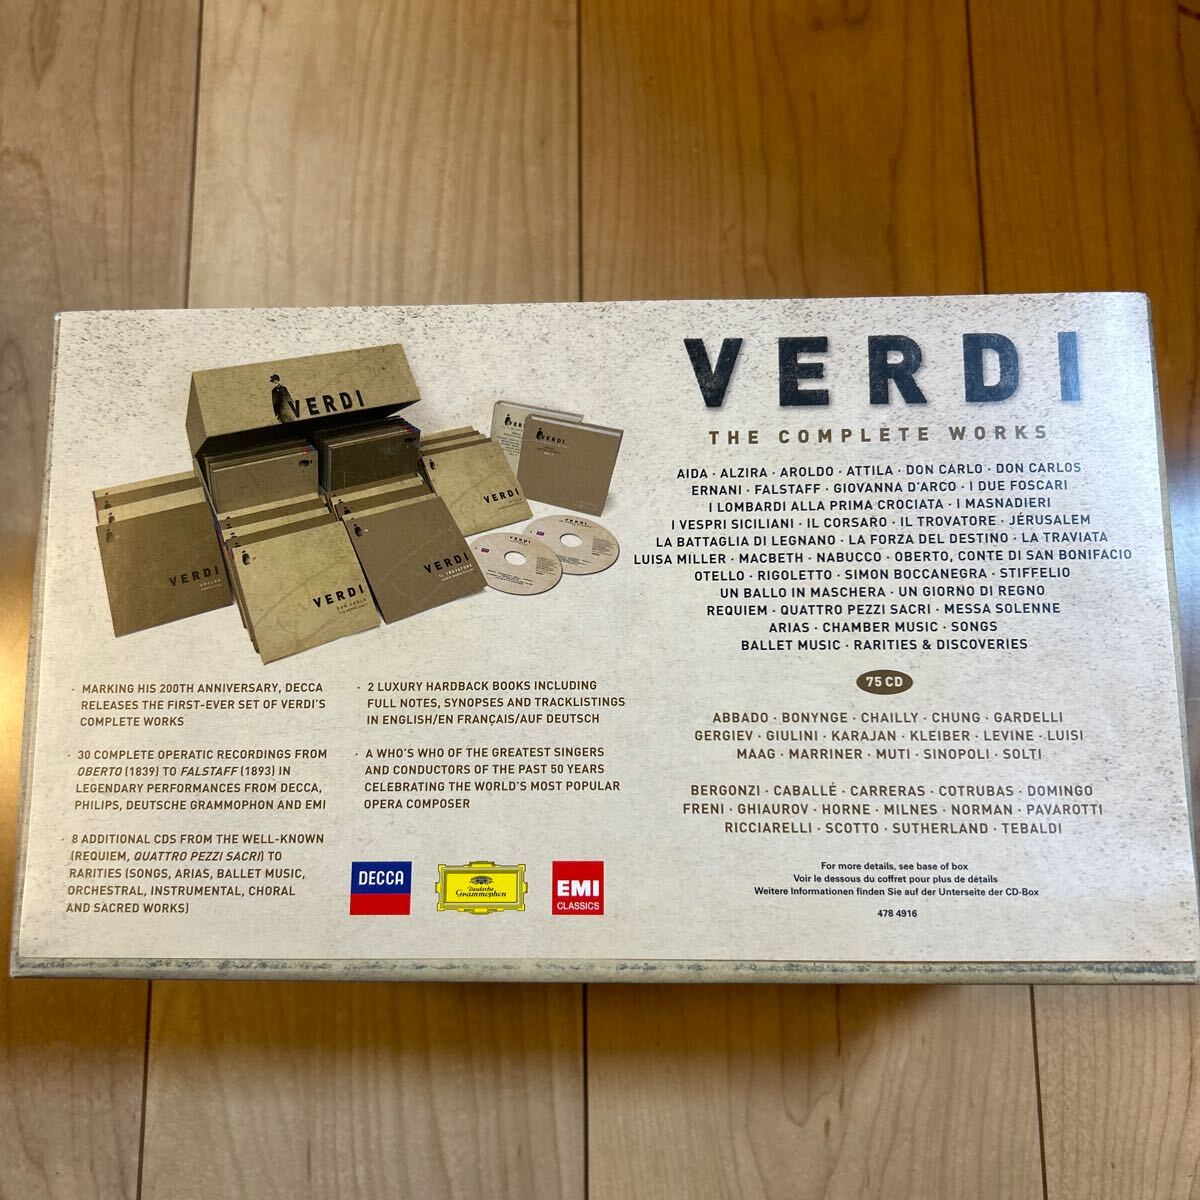 VERDI
THE COMPLETE WORKS
AIDA · ALZIRA · AROLDO · ATTILA · DON CARLO · DON CARLOS
ERNANI · FALSTAFF · GIOVANNA D'ARCO · I DUE FOSCARI
I LOMBARDI ALLA PRIMA CROCIATA · I MASNADIERI
I VESPRI SICILIANI · IL CORSARO · IL TROVATORE · JÉRUSALEM
LA BATTAGLIA DI LEGNANO · LA FORZA DEL DESTINO · LA TRAVIATA
LUISA MILLER · MACBETH · NABUCCO · OBERTO, CONTE DI SAN BONIFACIO
OTELLO · RIGOLETTO · SIMON BOCCANEGRA · STIFFELIO
UN BALLO IN MASCHERA · UN GIORNO DI REGNO
REQUIEM · QUATTRO PEZZI SACRI · MESSA SOLENNE
ARIAS · CHAMBER MUSIC · SONGS
BALLET MUSIC · RARITIES & DISCOVERIES
75 CD
ABBADO · BONYNGE · CHAILLY · CHUNG · GARDELLI
GERGIEV · GIULINI · KARAJAN · KLEIBER · LEVINE · LUISI
MAAG · MARRINER · MUTI · SINOPOLI · SOLTI
BERGONZI · CABALLÉ · CARRERAS · COTRUBAS · DOMINGO
FRENI · GHIAUROV · HORNE · MILNES · NORMAN · PAVAROTTI
RICCIARELLI · SCOTTO · SUTHERLAND · TEBALDI
For more details, see base of box
Voir le dessous du coffret pour plus de détails
Weitere Informationen finden Sie auf der Unterseite der CD-Box
478 4916
VERDI
VERDI
VERDI
VERDI
VERDI
VERDI
VERDI
AROLDO
DON CARLO
IL TROVATORE
· MARKING HIS 200TH ANNIVERSARY, DECCA
RELEASES THE FIRST-EVER SET OF VERDI'S
COMPLETE WORKS
· 30 COMPLETE OPERATIC RECORDINGS FROM
OBERTO (1839) TO FALSTAFF (1893) IN
LEGENDARY PERFORMANCES FROM DECCA,
PHILIPS, DEUTSCHE GRAMMOPHON AND EMI
· 8 ADDITIONAL CDS FROM THE WELL-KNOWN
(REQUIEM, QUATTRO PEZZI SACRI) TO
RARITIES (SONGS, ARIAS, BALLET MUSIC,
ORCHESTRAL, INSTRUMENTAL, CHORAL
AND SACRED WORKS)
· 2 LUXURY HARDBACK BOOKS INCLUDING
FULL NOTES, SYNOPSES AND TRACKLISTINGS
IN ENGLISH/EN FRANÇAIS/AUF DEUTSCH
· A WHO'S WHO OF THE GREATEST SINGERS
AND CONDUCTORS OF THE PAST 50 YEARS
CELEBRATING THE WORLD'S MOST POPULAR
OPERA COMPOSER
DECCA
Deutsche
Grammophon
EMI
CLASSICS